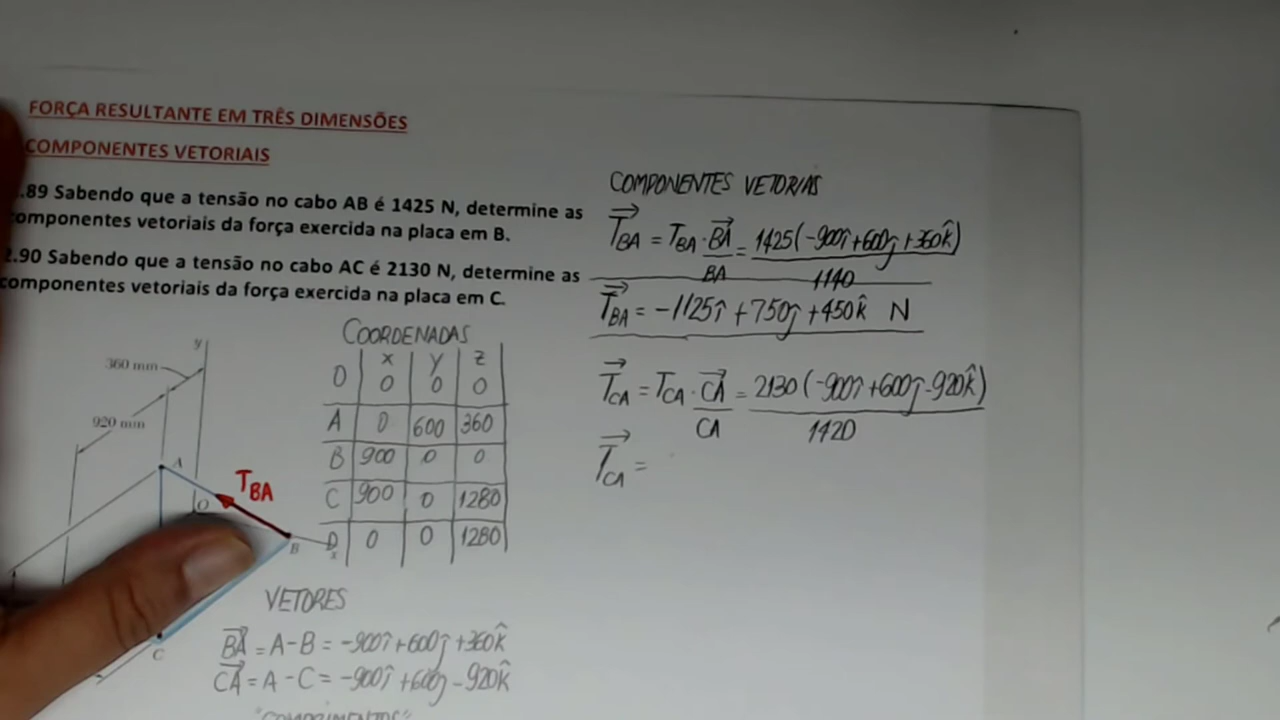 FORÇA RESULTANTE EM TRÊS DIMENSÕES
COMPONENTES VETORIAIS
.89 Sabendo que a tensão no cabo AB é 1425 N, determine as
omponentes vetoriais da força exercida na placa em B.
2.90 Sabendo que a tensão no cabo AC é 2130 N, determine as
componentes vetoriais da força exercida na placa em C.
360 mm
920 mm
y
A
T_BA
O
B
x
C
COORDENADAS
x y z
O 0 0 0
A 0 600 360
B 900 0 0
C 900 0 1280
D 0 0 1280
VETORES
BA = A-B = -900î+600ĵ+360k̂
CA = A-C = -900î+600ĵ-920k̂
"COMPRIMENTOS"
COMPONENTES VETORIAS
T_BA = T_BA · BA/BA = 1425(-900î+600ĵ+360k̂)/1140
T_BA = -1125î+750ĵ+450k̂ N
T_CA = T_CA · CA/CA = 2130(-900î+600ĵ-920k̂)/1420
T_CA =